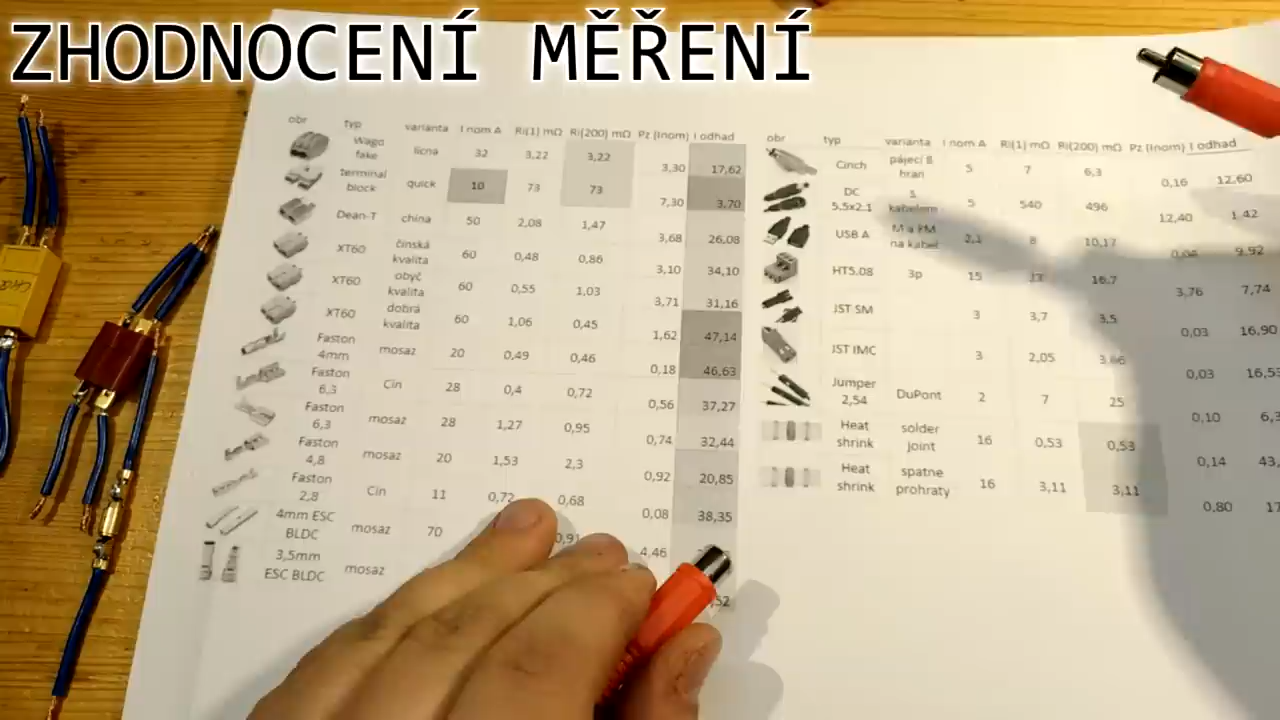 ZHODNOCENÍ MĚŘENÍ
obr typ varianta I nom A Ri(1) mΩ Ri(200) mΩ Pz (Inom) I odhad
Wago fake lícna 32 3,22 3,22 3,30 17,62
terminal block quick 10 73 73 7,30 3,70
Dean-T china 50 2,08 1,47 3,68 26,08
XT60 čínská kvalita 60 0,48 0,86 3,10 34,10
XT60 obyč kvalita 60 0,55 1,03 3,71 31,16
XT60 dobrá kvalita 60 1,06 0,45 1,62 47,14
Faston 4mm mosaz 20 0,49 0,46 0,18 46,63
Faston 6,3 Cin 28 0,4 0,72 0,56 37,27
Faston 6,3 mosaz 28 1,27 0,95 0,74 32,44
Faston 4,8 mosaz 20 1,53 2,3 0,92 20,85
Faston 2,8 Cin 11 0,72 0,68 0,08 38,35
4mm ESC BLDC mosaz 70 0,91 4,46
3,5mm ESC BLDC mosaz
obr typ varianta I nom A Ri(1) mΩ Ri(200) mΩ Pz (Inom) I odhad
Cinch pájecí 8 hran 5 7 6,3 0,16 12,60
DC 5.5x2.1 s kabelem 5 540 496 12,40 1,42
USB A M a FM na kabel 2,1 8 10,17 0,04 9,92
HT5.08 3p 15 13 16,7 3,76 7,74
JST SM 3 3,7 3,5 0,03 16,90
JST IMC 3 2,05 3,66 0,03 16,53
Jumper 2,54 DuPont 2 7 25 0,10
Heat shrink solder joint 16 0,53 0,53 0,14
Heat shrink spatne prohraty 16 3,11 3,11 0,80